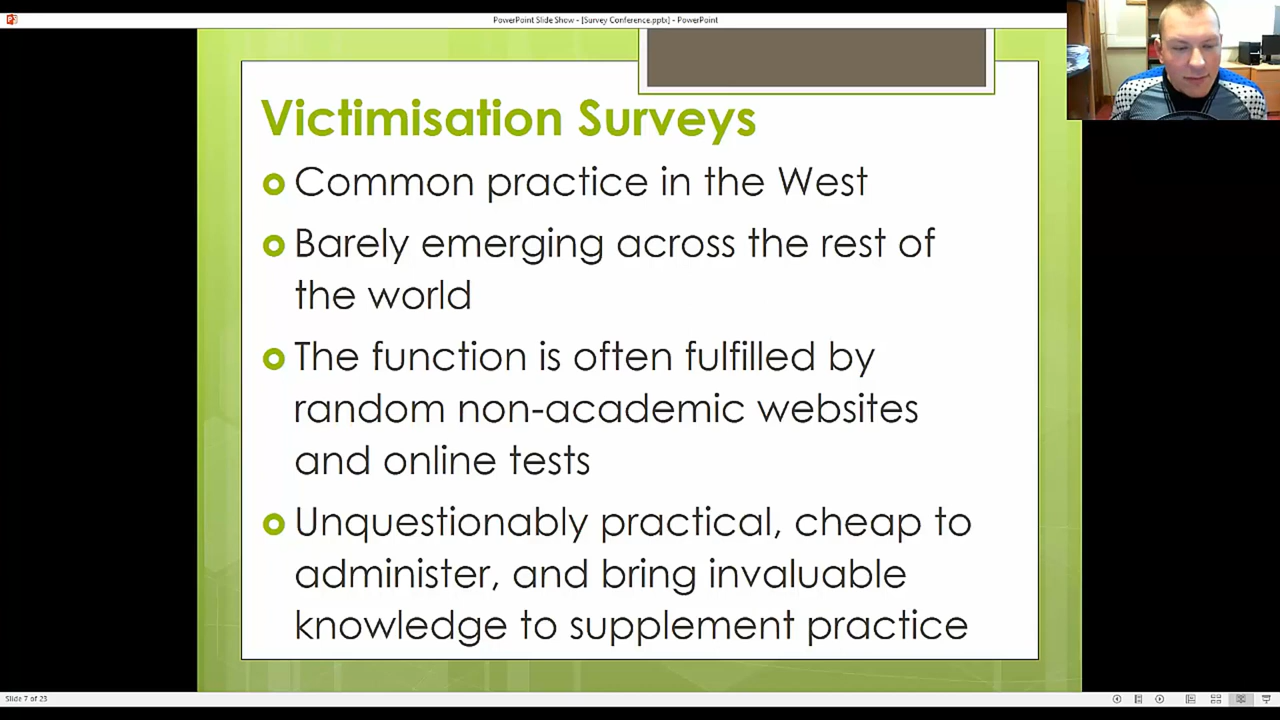 PowerPoint Slide Show - [Survey Conference.pptx] - PowerPoint
Victimisation Surveys
Common practice in the West
Barely emerging across the rest of
the world
The function is often fulfilled by
random non-academic websites
and online tests
Unquestionably practical, cheap to
administer, and bring invaluable
knowledge to supplement practice
Slide 7 of 23